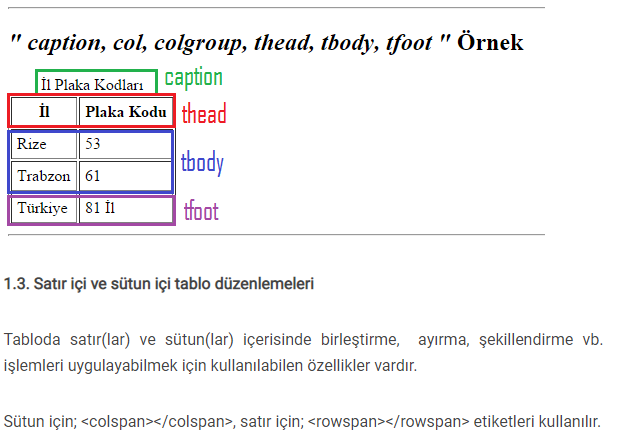 " caption, col, colgroup, thead, tbody, tfoot " Örnek
İl Plaka Kodları caption
İl Plaka Kodu thead
Rize 53
tbody
Trabzon 61
Türkiye 81 İl tfoot
1.3. Satır içi ve sütun içi tablo düzenlemeleri
Tabloda satır(lar) ve sütun(lar) içerisinde birleştirme, ayırma, şekillendirme vb.
işlemleri uygulayabilmek için kullanılabilen özellikler vardır.
Sütun için; <colspan></colspan>, satır için; <rowspan></rowspan> etiketleri kullanılır.